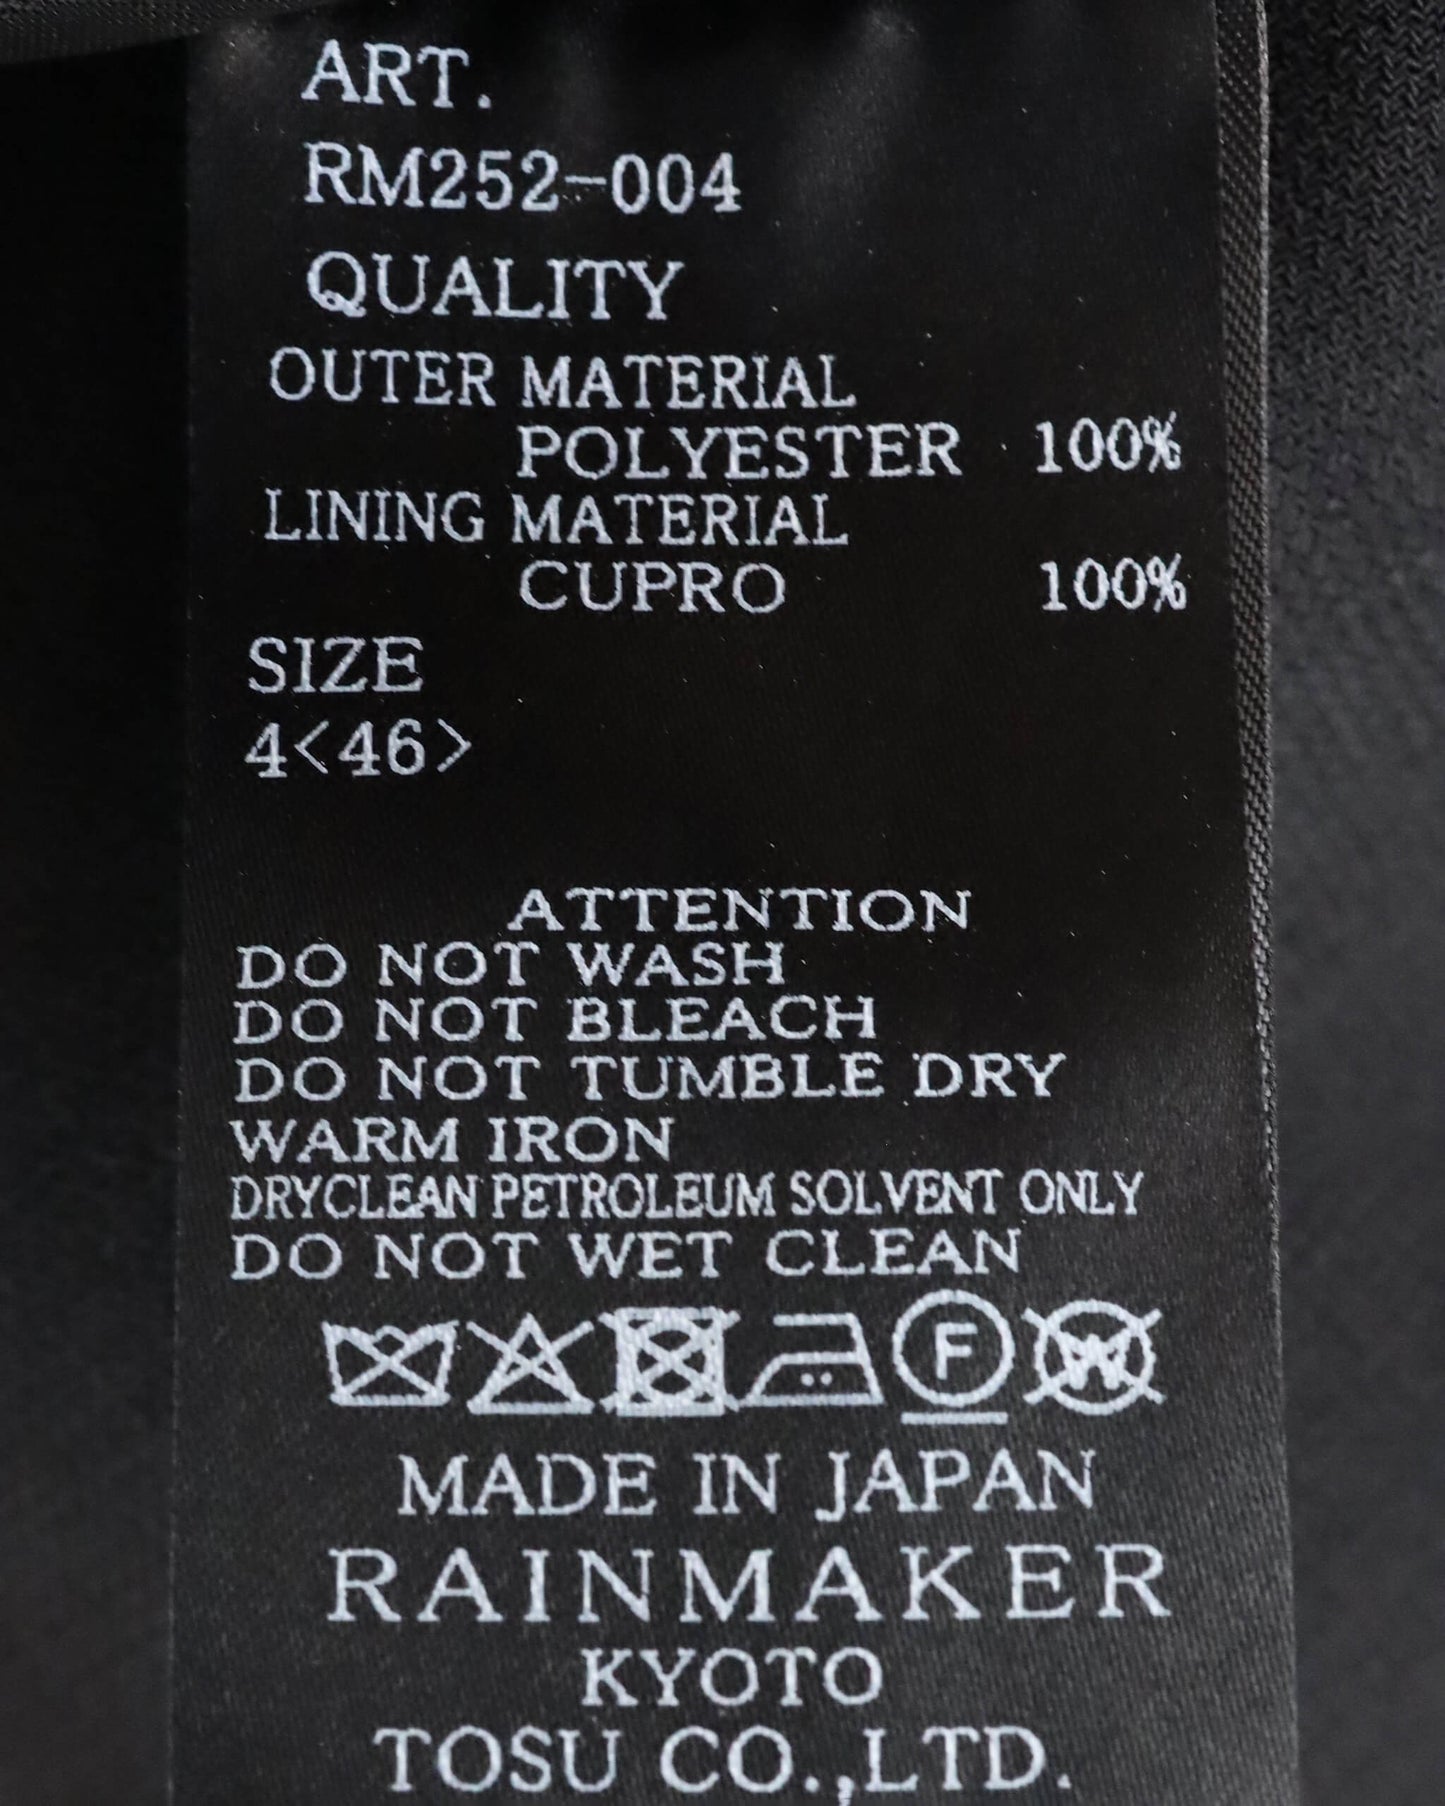 ART.
RM252-004
QUALITY
OUTER MATERIAL
POLYESTER 100%
LINING MATERIAL
CUPRO 100%
SIZE
4<46>
ATTENTION
DO NOT WASH
DO NOT BLEACH
DO NOT TUMBLE DRY
WARM IRON
DRYCLEAN PETROLEUM SOLVENT ONLY
DO NOT WET CLEAN
F W
MADE IN JAPAN
RAINMAKER
KYOTO
TOSU CO.,LTD.